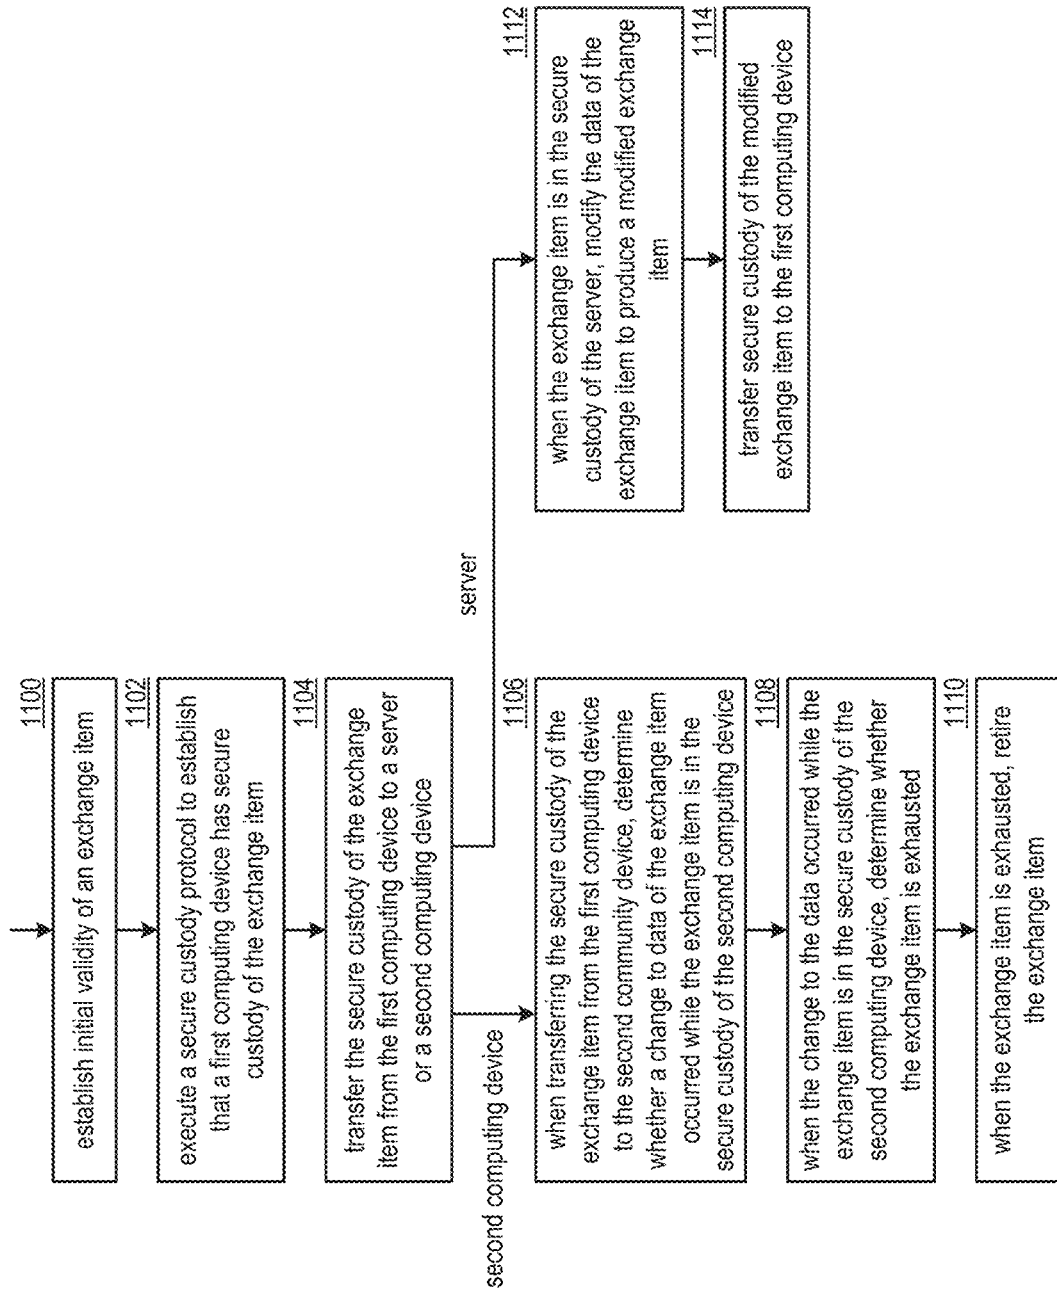 1100
establish initial validity of an exchange item
1102
execute a secure custody protocol to establish
that a first computing device has secure
custody of the exchange item
1104
transfer the secure custody of the exchange
item from the first computing device to a server
or a second computing device
second computing device
server
1106
when transferring the secure custody of the
exchange item from the first computing device
to the second community device, determine
whether a change to data of the exchange item
occurred while the exchange item is in the
secure custody of the second computing device
1108
when the change to the data occurred while the
exchange item is in the secure custody of the
second computing device, determine whether
the exchange item is exhausted
1110
when the exchange item is exhausted, retire
the exchange item
1112
when the exchange item is in the secure
custody of the server, modify the data of the
exchange item to produce a modified exchange
item
1114
transfer secure custody of the modified
exchange item to the first computing device